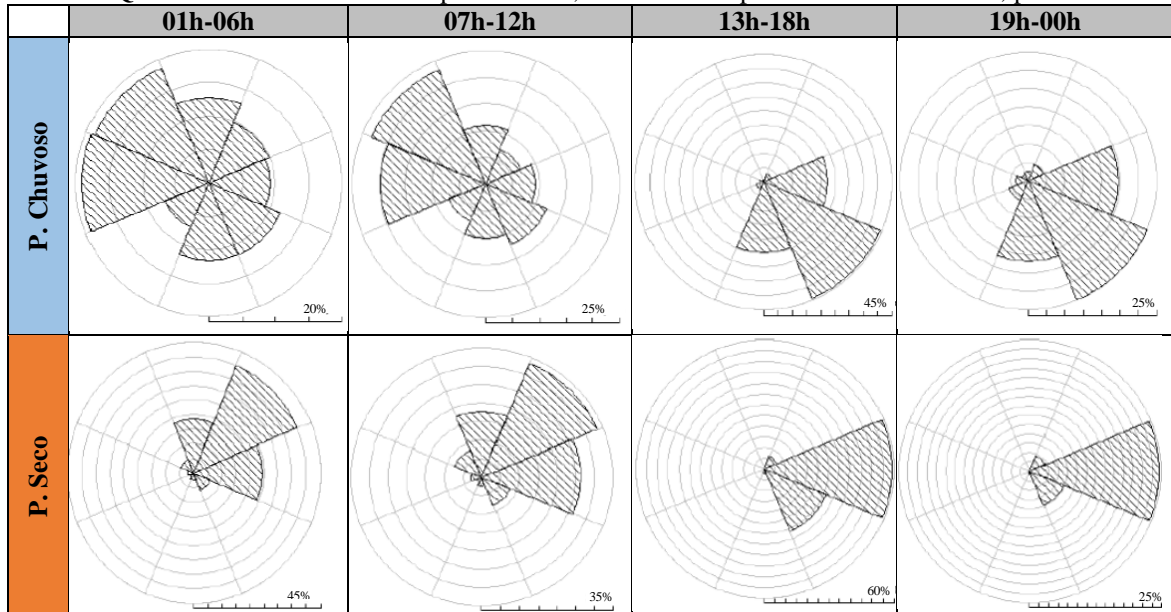 01h-06h 07h-12h 13h-18h 19h-00h
P. Chuvoso
20% 25% 45% 25%
P. Seco
45% 35% 60% 25%